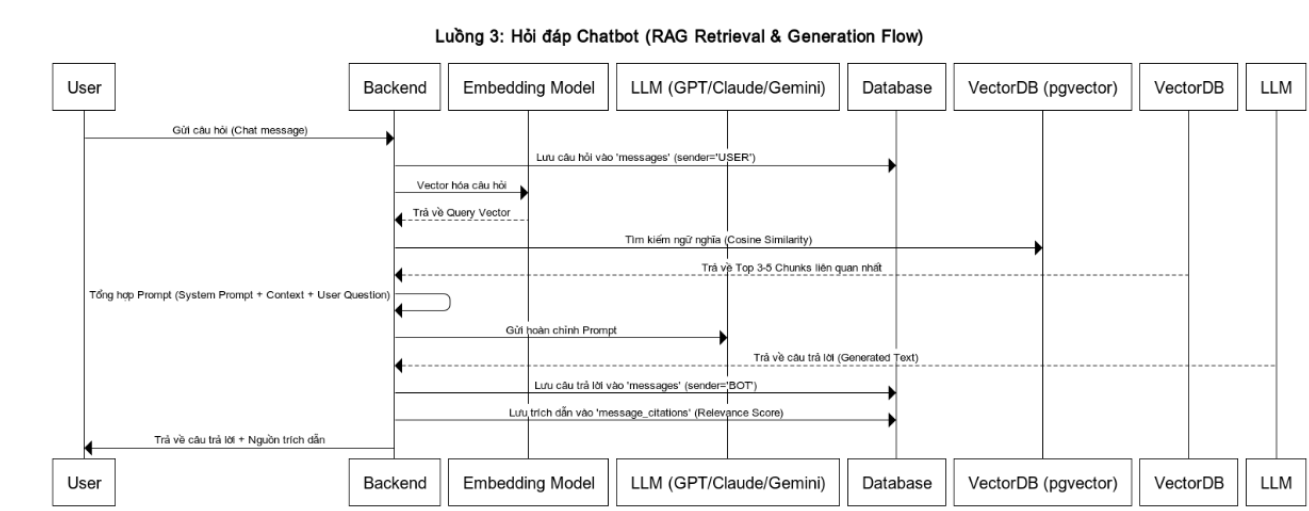 Luồng 3: Hỏi đáp Chatbot (RAG Retrieval & Generation Flow)
User Backend Embedding Model LLM (GPT/Claude/Gemini) Database VectorDB (pgvector) VectorDB LLM
Gửi câu hỏi (Chat message)
Lưu câu hỏi vào 'messages' (sender='USER')
Vector hóa câu hỏi
Trả về Query Vector
Tìm kiếm ngữ nghĩa (Cosine Similarity)
Trả về Top 3-5 Chunks liên quan nhất
Tổng hợp Prompt (System Prompt + Context + User Question)
Gửi hoàn chỉnh Prompt
Trả về câu trả lời (Generated Text)
Lưu câu trả lời vào 'messages' (sender='BOT')
Lưu trích dẫn vào 'message_citations' (Relevance Score)
Trả về câu trả lời + Nguồn trích dẫn
User Backend Embedding Model LLM (GPT/Claude/Gemini) Database VectorDB (pgvector) VectorDB LLM